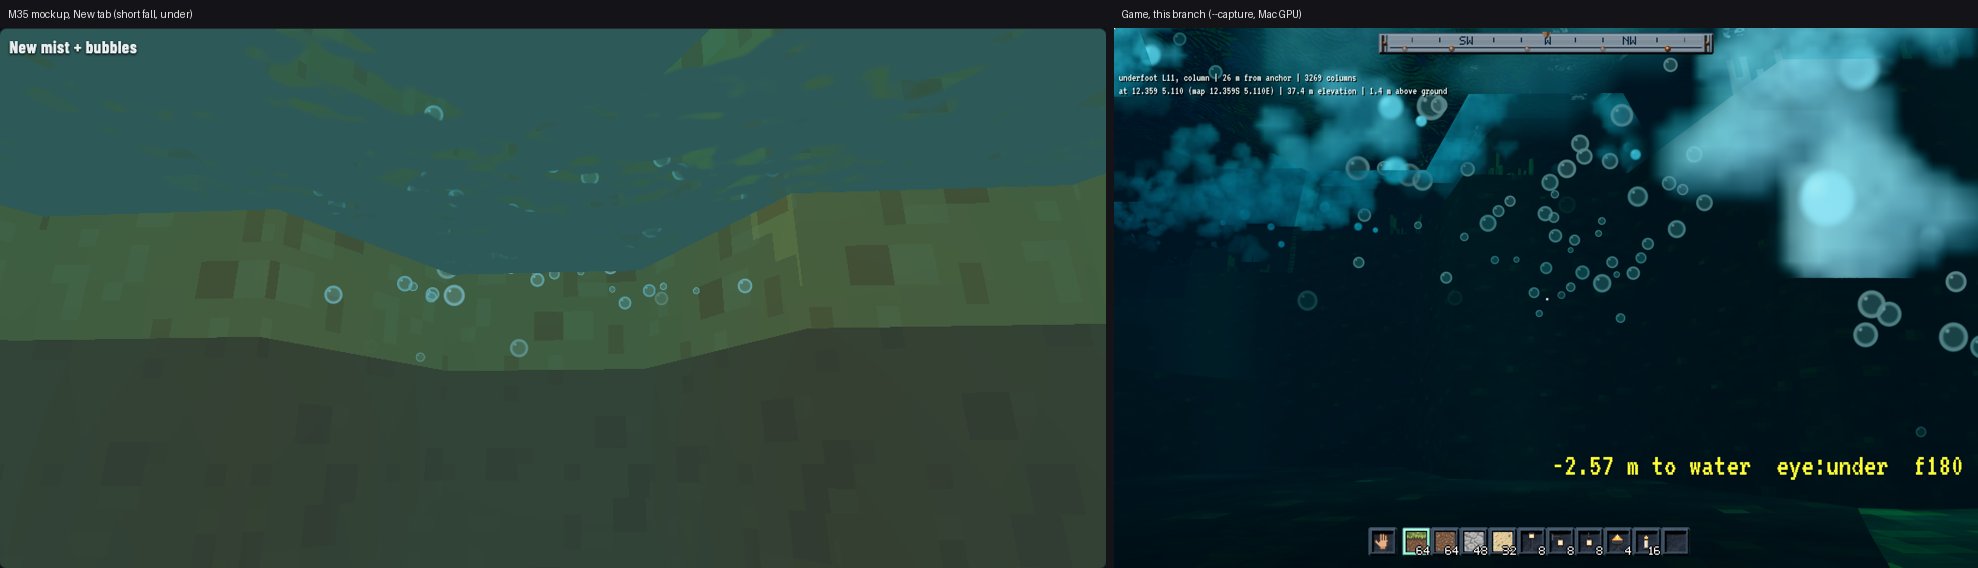 M35 mockup, New tab (short fall, under)
New mist + bubbles
Game, this branch (--capture, Mac GPU)
SW W NW
underfoot L11, column | 26 m from anchor | 3269 columns
at 12.359 5.110 (map 12.359S 5.110E) | 37.4 m elevation | 1.4 m above ground
-2.57 m to water eye:under f180
64 64 48 32 8 8 8 4 16